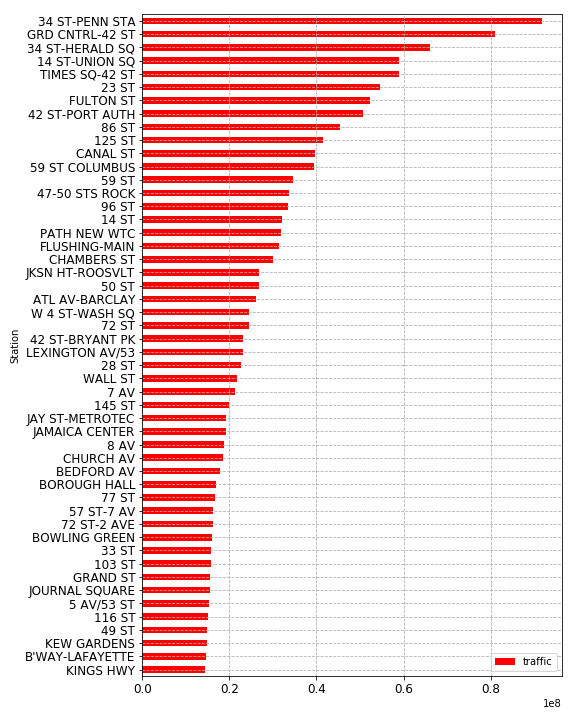 34 ST-PENN STA
GRD CNTRL-42 ST
34 ST-HERALD SQ
14 ST-UNION SQ
TIMES SQ-42 ST
23 ST
FULTON ST
42 ST-PORT AUTH
86 ST
125 ST
CANAL ST
59 ST COLUMBUS
59 ST
47-50 STS ROCK
96 ST
14 ST
PATH NEW WTC
FLUSHING-MAIN
CHAMBERS ST
JKSN HT-ROOSVLT
50 ST
ATL AV-BARCLAY
W 4 ST-WASH SQ
72 ST
42 ST-BRYANT PK
LEXINGTON AV/53
28 ST
WALL ST
7 AV
145 ST
JAY ST-METROTEC
JAMAICA CENTER
8 AV
CHURCH AV
BEDFORD AV
BOROUGH HALL
77 ST
57 ST-7 AV
72 ST-2 AVE
BOWLING GREEN
33 ST
103 ST
GRAND ST
JOURNAL SQUARE
5 AV/53 ST
116 ST
49 ST
KEW GARDENS
B'WAY-LAFAYETTE
KINGS HWY
Station
traffic
0.0 0.2 0.4 0.6 0.8
1e8